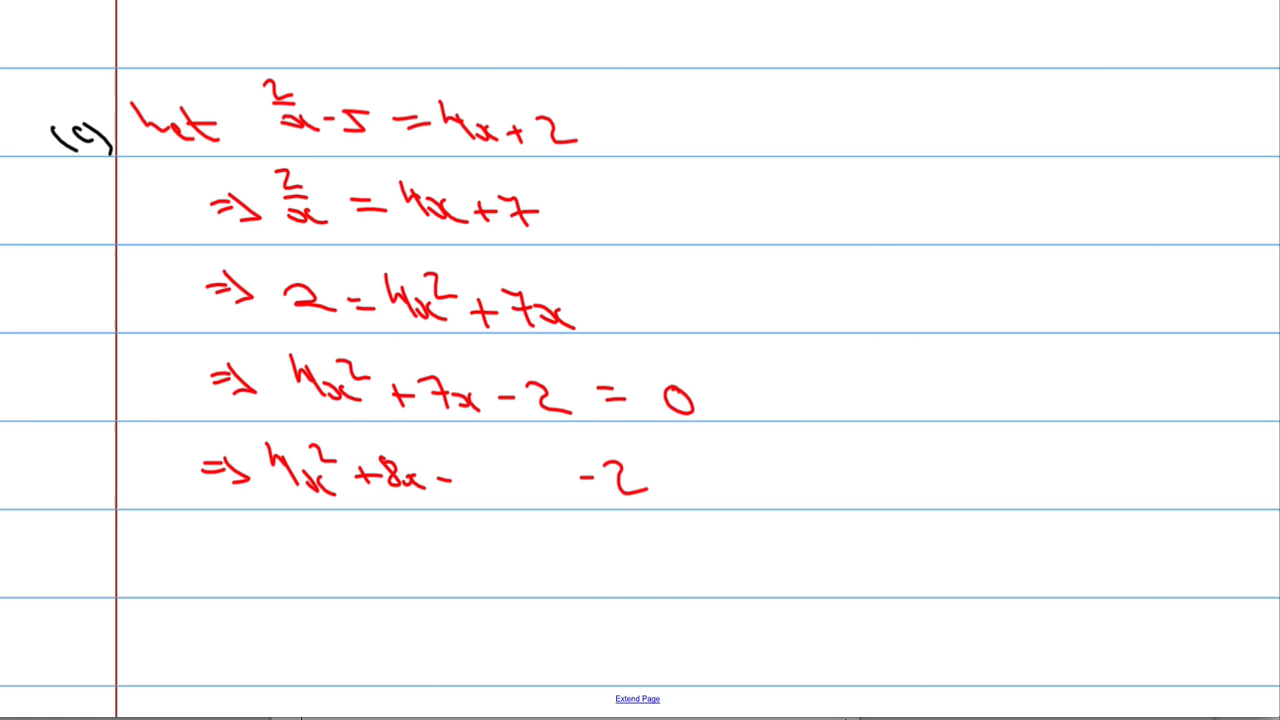 (c) Let 2/x - 5 = 4x + 2
=> 2/x = 4x + 7
=> 2 = 4x² + 7x
=> 4x² + 7x - 2 = 0
=> 4x² + 8x - - 2
Extend Page